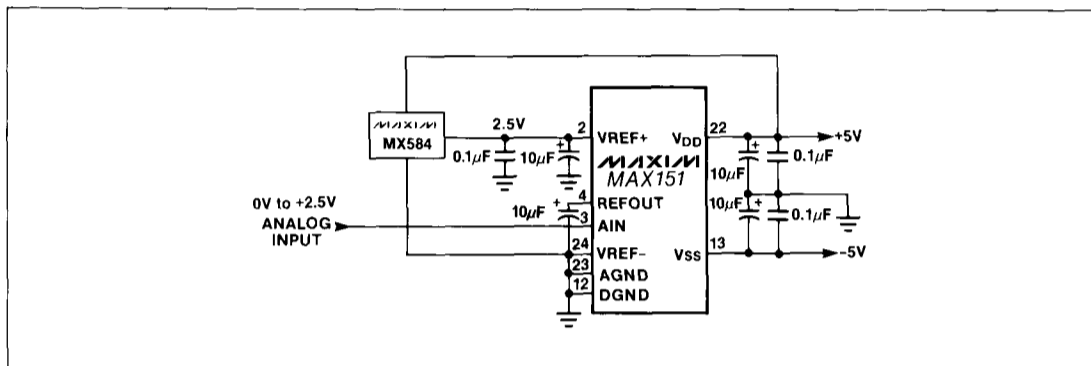 MAXIM
MX584
2.5V
0.1µF
10µF
+
2
VREF+
VDD
22
+5V
MAXIM
MAX151
+
10µF
0.1µF
0V to +2.5V
ANALOG
INPUT
10µF
+
4
REFOUT
3
AIN
10µF
+
0.1µF
24
VREF-
VSS
13
-5V
23
AGND
12
DGND